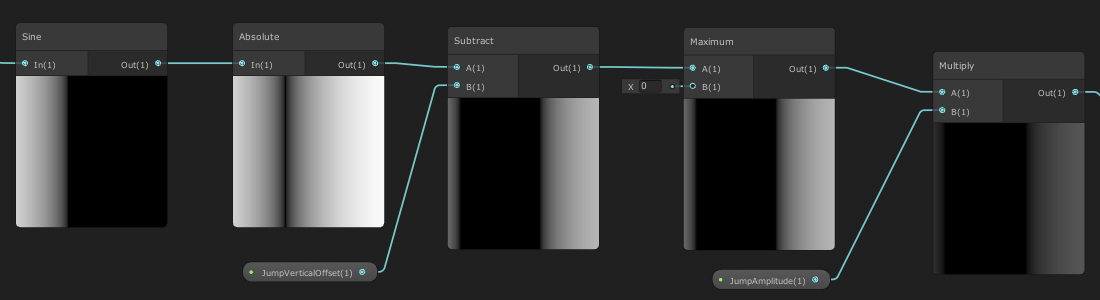 Sine
In(1) Out(1)
Absolute
In(1) Out(1)
Subtract
A(1) Out(1)
B(1)
JumpVerticalOffset(1)
Maximum
A(1) Out(1)
X 0 B(1)
JumpAmplitude(1)
Multiply
A(1) Out(1)
B(1)